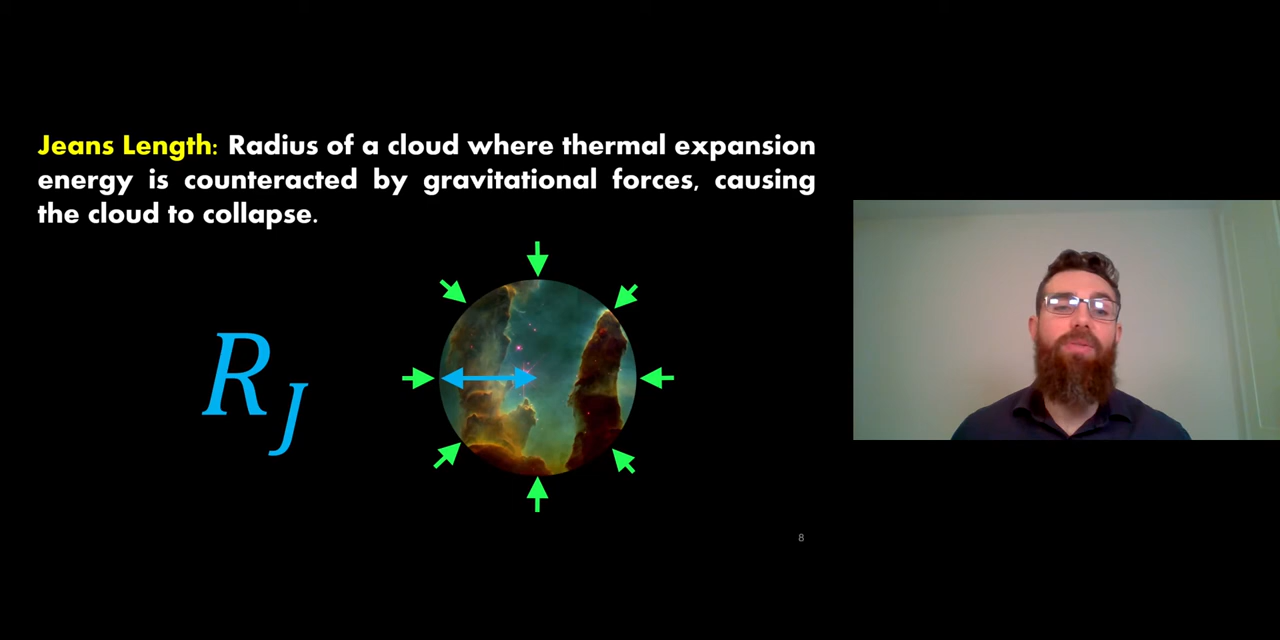 Jeans Length: Radius of a cloud where thermal expansion
energy is counteracted by gravitational forces, causing
the cloud to collapse.
R_J
8